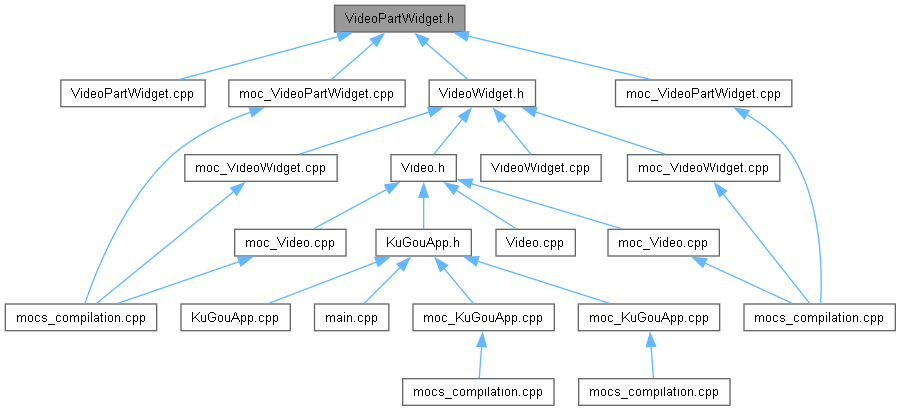 VideoPartWidget.h
VideoPartWidget.cpp
moc_VideoPartWidget.cpp
VideoWidget.h
moc_VideoPartWidget.cpp
moc_VideoWidget.cpp
Video.h
VideoWidget.cpp
moc_VideoWidget.cpp
moc_Video.cpp
KuGouApp.h
Video.cpp
moc_Video.cpp
mocs_compilation.cpp
KuGouApp.cpp
main.cpp
moc_KuGouApp.cpp
moc_KuGouApp.cpp
mocs_compilation.cpp
mocs_compilation.cpp
mocs_compilation.cpp